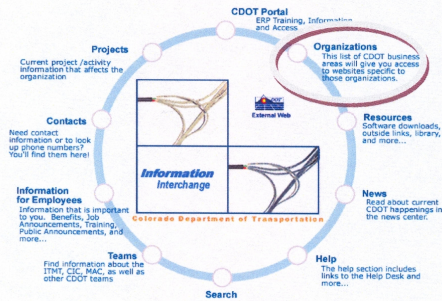 CDOT Portal
ERP Training, Information
and Access
Organizations
This list of CDOT business
areas will give you access
to websites specific to
those organizations.
Resources
Software downloads,
outside links, library,
and more...
News
Read about current
CDOT happenings in
the news center.
Help
The help section includes
links to the Help Desk and
more...
Search
Teams
Find information about the
ITMT, CIC, MAC, as well as
other CDOT teams
Information
for Employees
Information that is important
to you. Benefits, Job
Announcements, Training,
Public Announcements, and
more...
Contacts
Need contact
information or to look
up phone numbers?
You'll find them here!
Projects
Current project /activity
information that affects the
organization
External Web
Information
Interchange
Colorado Department of Transportation